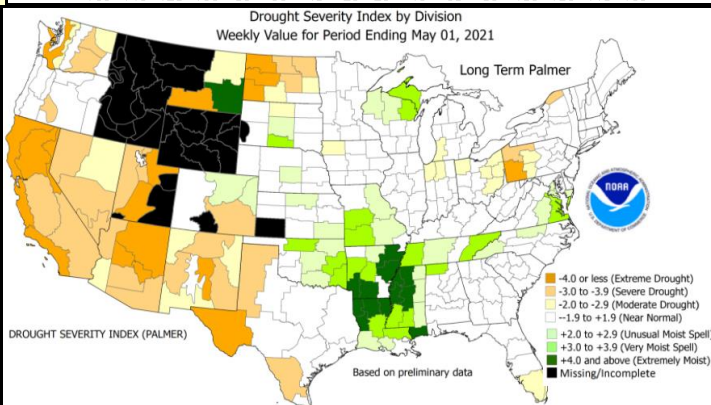 Drought Severity Index by Division
Weekly Value for Period Ending May 01, 2021
Long Term Palmer
NOAA
-4.0 or less (Extreme Drought)
-3.0 to -3.9 (Severe Drought)
-2.0 to -2.9 (Moderate Drought)
--1.9 to +1.9 (Near Normal)
+2.0 to +2.9 (Unusual Moist Spell)
+3.0 to +3.9 (Very Moist Spell)
+4.0 and above (Extremely Moist)
Missing/Incomplete
DROUGHT SEVERITY INDEX (PALMER)
Based on preliminary data